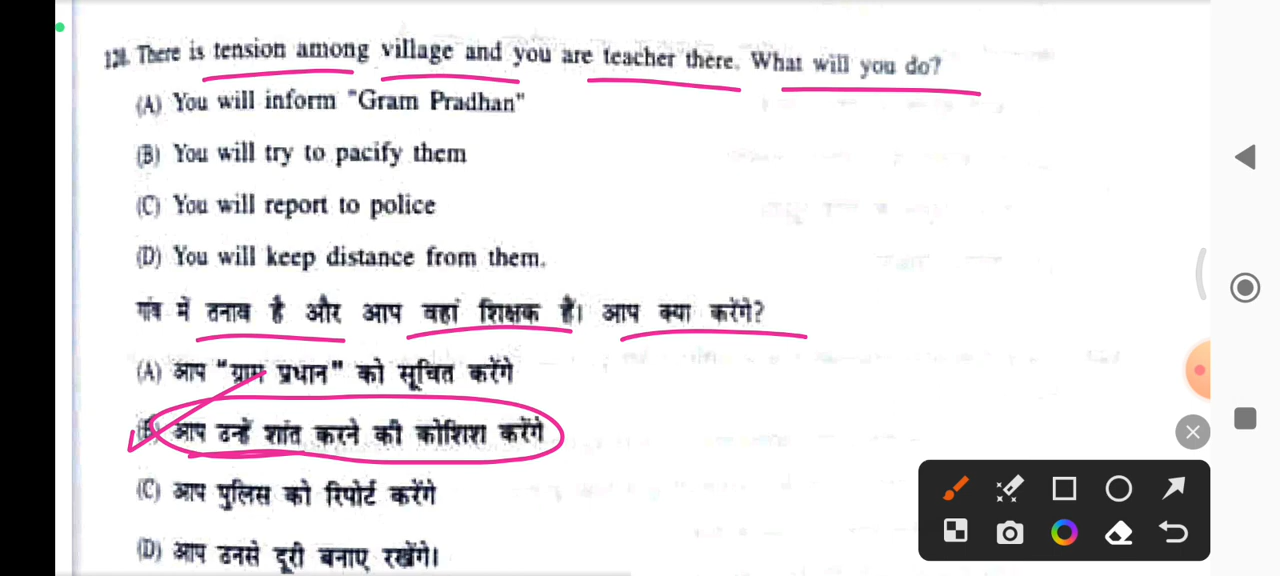 128. There is tension among village and you are teacher there. What will you do?
(A) You will inform "Gram Pradhan"
(B) You will try to pacify them
(C) You will report to police
(D) You will keep distance from them.
गांव में तनाव है और आप वहां शिक्षक हैं। आप क्या करेंगे?
(A) आप "ग्राम प्रधान" को सूचित करेंगे
(B) आप उन्हें शांत करने की कोशिश करेंगे
(C) आप पुलिस को रिपोर्ट करेंगे
(D) आप उनसे दूरी बनाए रखेंगे।